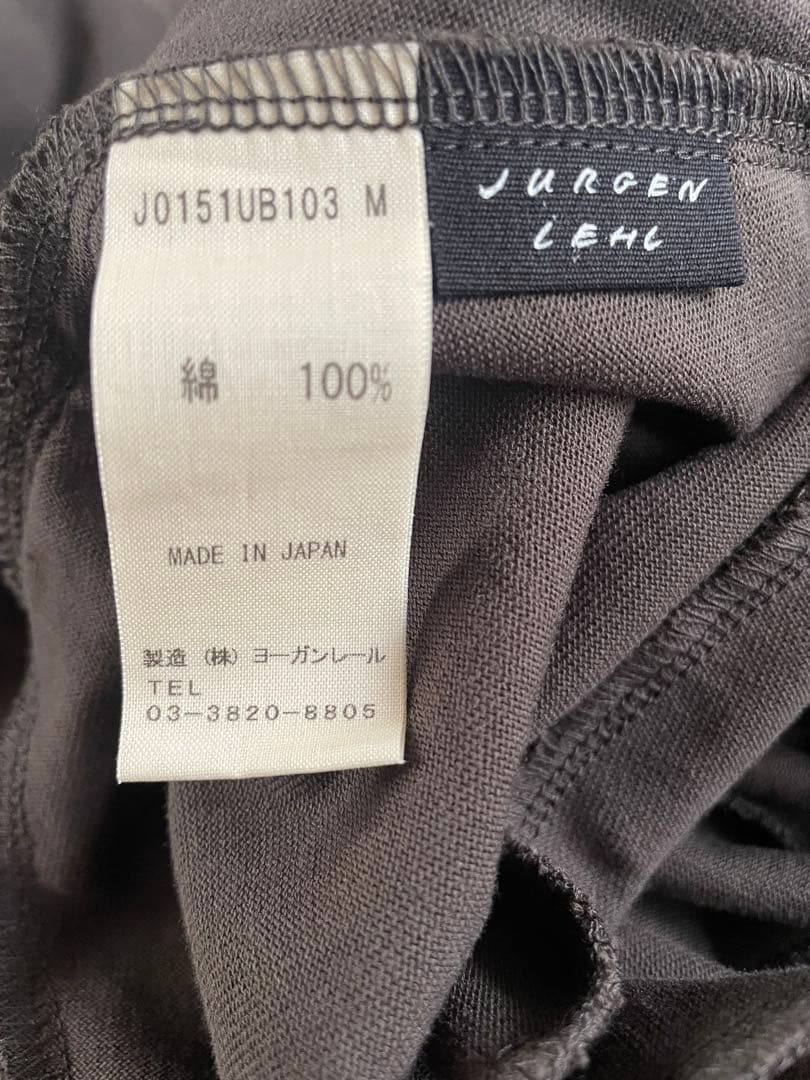 J0151UB103 M
JURGEN
LEHL
綿 100%
MADE IN JAPAN
製造 (株) ヨーガンレール
TEL
03-3820-8805